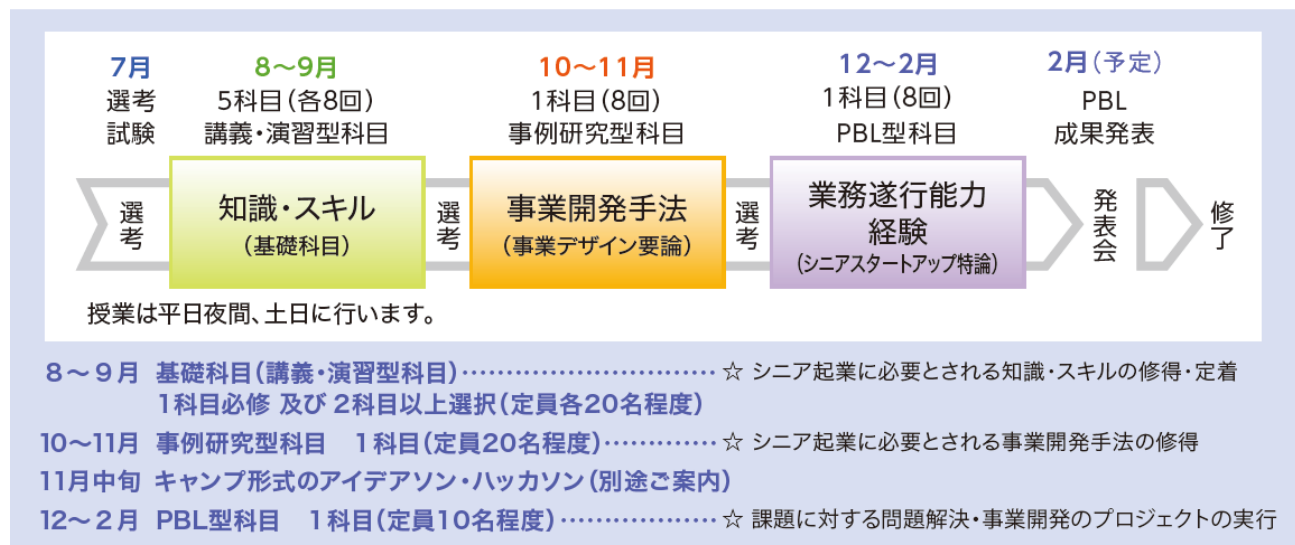 7月
選考
試験
8〜9月
5科目(各8回)
講義・演習型科目
10〜11月
1科目(8回)
事例研究型科目
12〜2月
1科目(8回)
PBL型科目
2月(予定)
PBL
成果発表
選考
知識・スキル
(基礎科目)
選考
事業開発手法
(事業デザイン要論)
選考
業務遂行能力
経験
(シニアスタートアップ特論)
発表会
修了
授業は平日夜間、土日に行います。
8〜9月 基礎科目(講義・演習型科目)‥‥‥‥‥‥‥‥‥‥ ☆ シニア起業に必要とされる知識・スキルの修得・定着
1科目必修 及び 2科目以上選択(定員各20名程度)
10〜11月 事例研究型科目 1科目(定員20名程度)‥‥‥‥‥ ☆ シニア起業に必要とされる事業開発手法の修得
11月中旬 キャンプ形式のアイデアソン・ハッカソン(別途ご案内)
12〜2月 PBL型科目 1科目(定員10名程度)‥‥‥‥‥‥‥ ☆ 課題に対する問題解決・事業開発のプロジェクトの実行